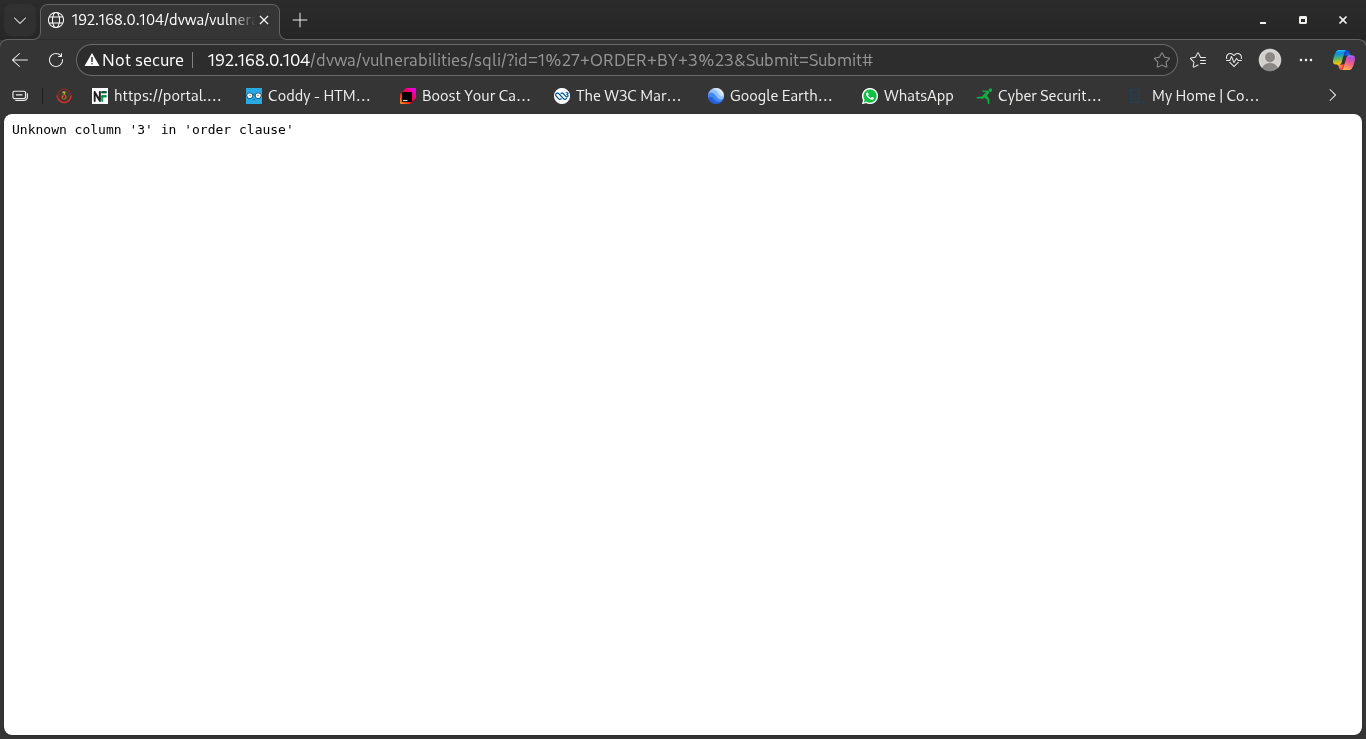 192.168.0.104/dvwa/vulner
Not secure
192.168.0.104/dvwa/vulnerabilities/sqli/?id=1%27+ORDER+BY+3%23&Submit=Submit#
https://portal....
Coddy - HTM...
Boost Your Ca...
The W3C Mar...
Google Earth...
WhatsApp
Cyber Securit...
My Home | Co...
Unknown column '3' in 'order clause'